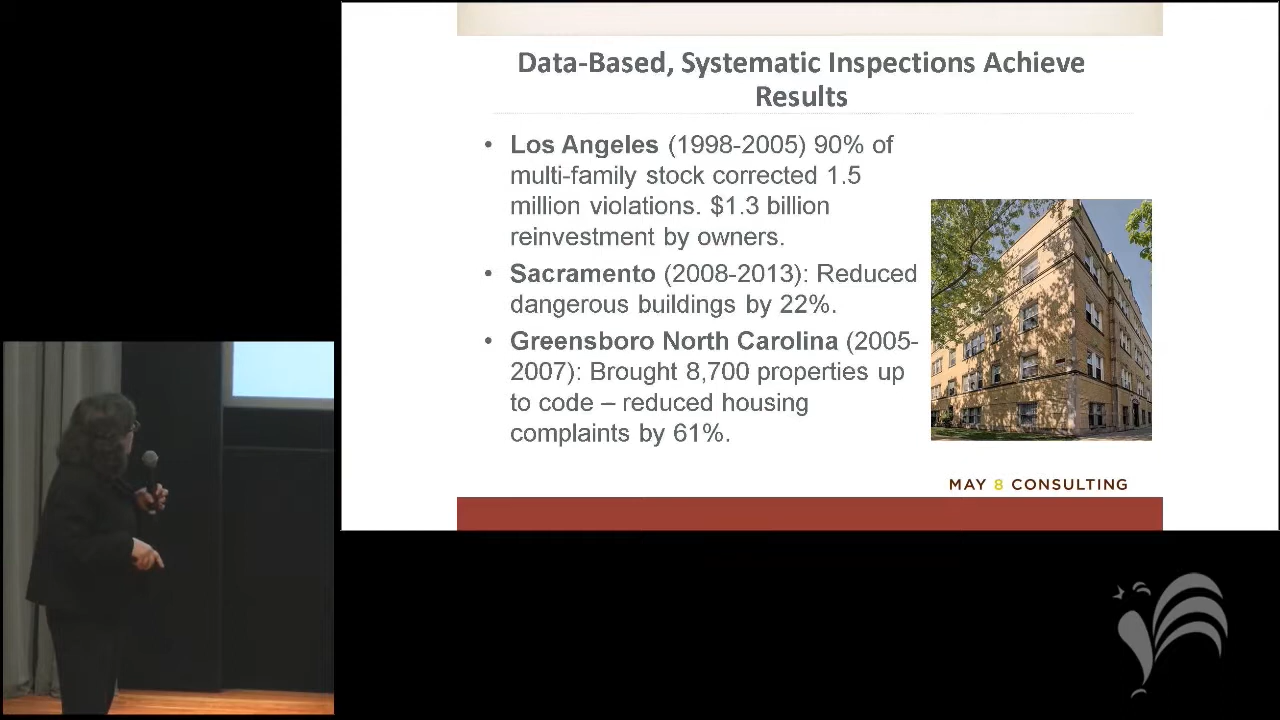 Data-Based, Systematic Inspections Achieve
Results
• Los Angeles (1998-2005) 90% of
multi-family stock corrected 1.5
million violations. $1.3 billion
reinvestment by owners.
• Sacramento (2008-2013): Reduced
dangerous buildings by 22%.
• Greensboro North Carolina (2005-
2007): Brought 8,700 properties up
to code – reduced housing
complaints by 61%.
MAY 8 CONSULTING